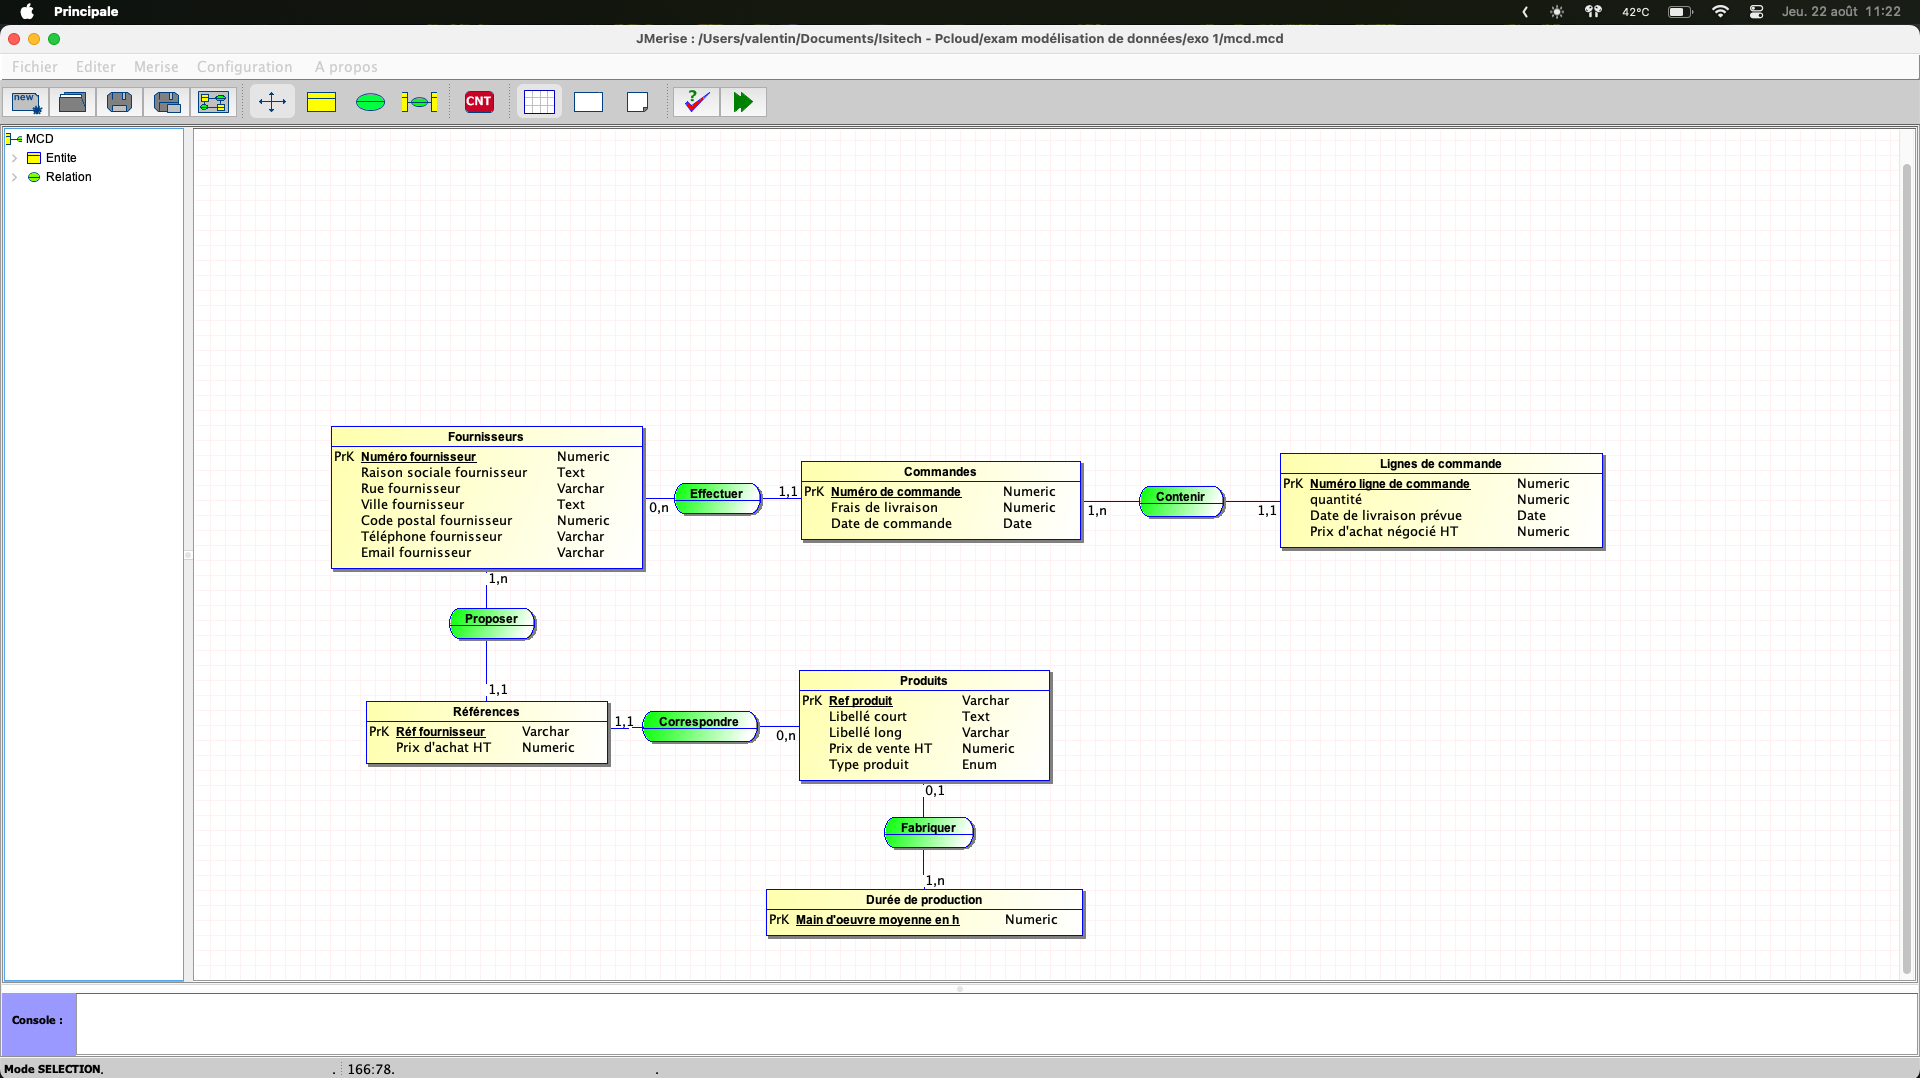 Principale
42°C
Jeu. 22 août 11:22
JMerise : /Users/valentin/Documents/Isitech - Pcloud/exam modélisation de données/exo 1/mcd.mcd
Fichier Editer Merise Configuration A propos
new
CNT
?
MCD
Entite
Relation
Fournisseurs
PrK Numéro fournisseur Numeric
Raison sociale fournisseur Text
Rue fournisseur Varchar
Ville fournisseur Text
Code postal fournisseur Numeric
Téléphone fournisseur Varchar
Email fournisseur Varchar
0,n
Effectuer
1,1
Commandes
PrK Numéro de commande Numeric
Frais de livraison Numeric
Date de commande Date
1,n
Contenir
1,1
Lignes de commande
PrK Numéro ligne de commande Numeric
quantité Numeric
Date de livraison prévue Date
Prix d'achat négocié HT Numeric
1,n
Proposer
1,1
Références
PrK Réf fournisseur Varchar
Prix d'achat HT Numeric
1,1
Correspondre
0,n
Produits
PrK Ref produit Varchar
Libellé court Text
Libellé long Varchar
Prix de vente HT Numeric
Type produit Enum
0,1
Fabriquer
1,n
Durée de production
PrK Main d'oeuvre moyenne en h Numeric
Console :
Mode SELECTION. . 166:78. .